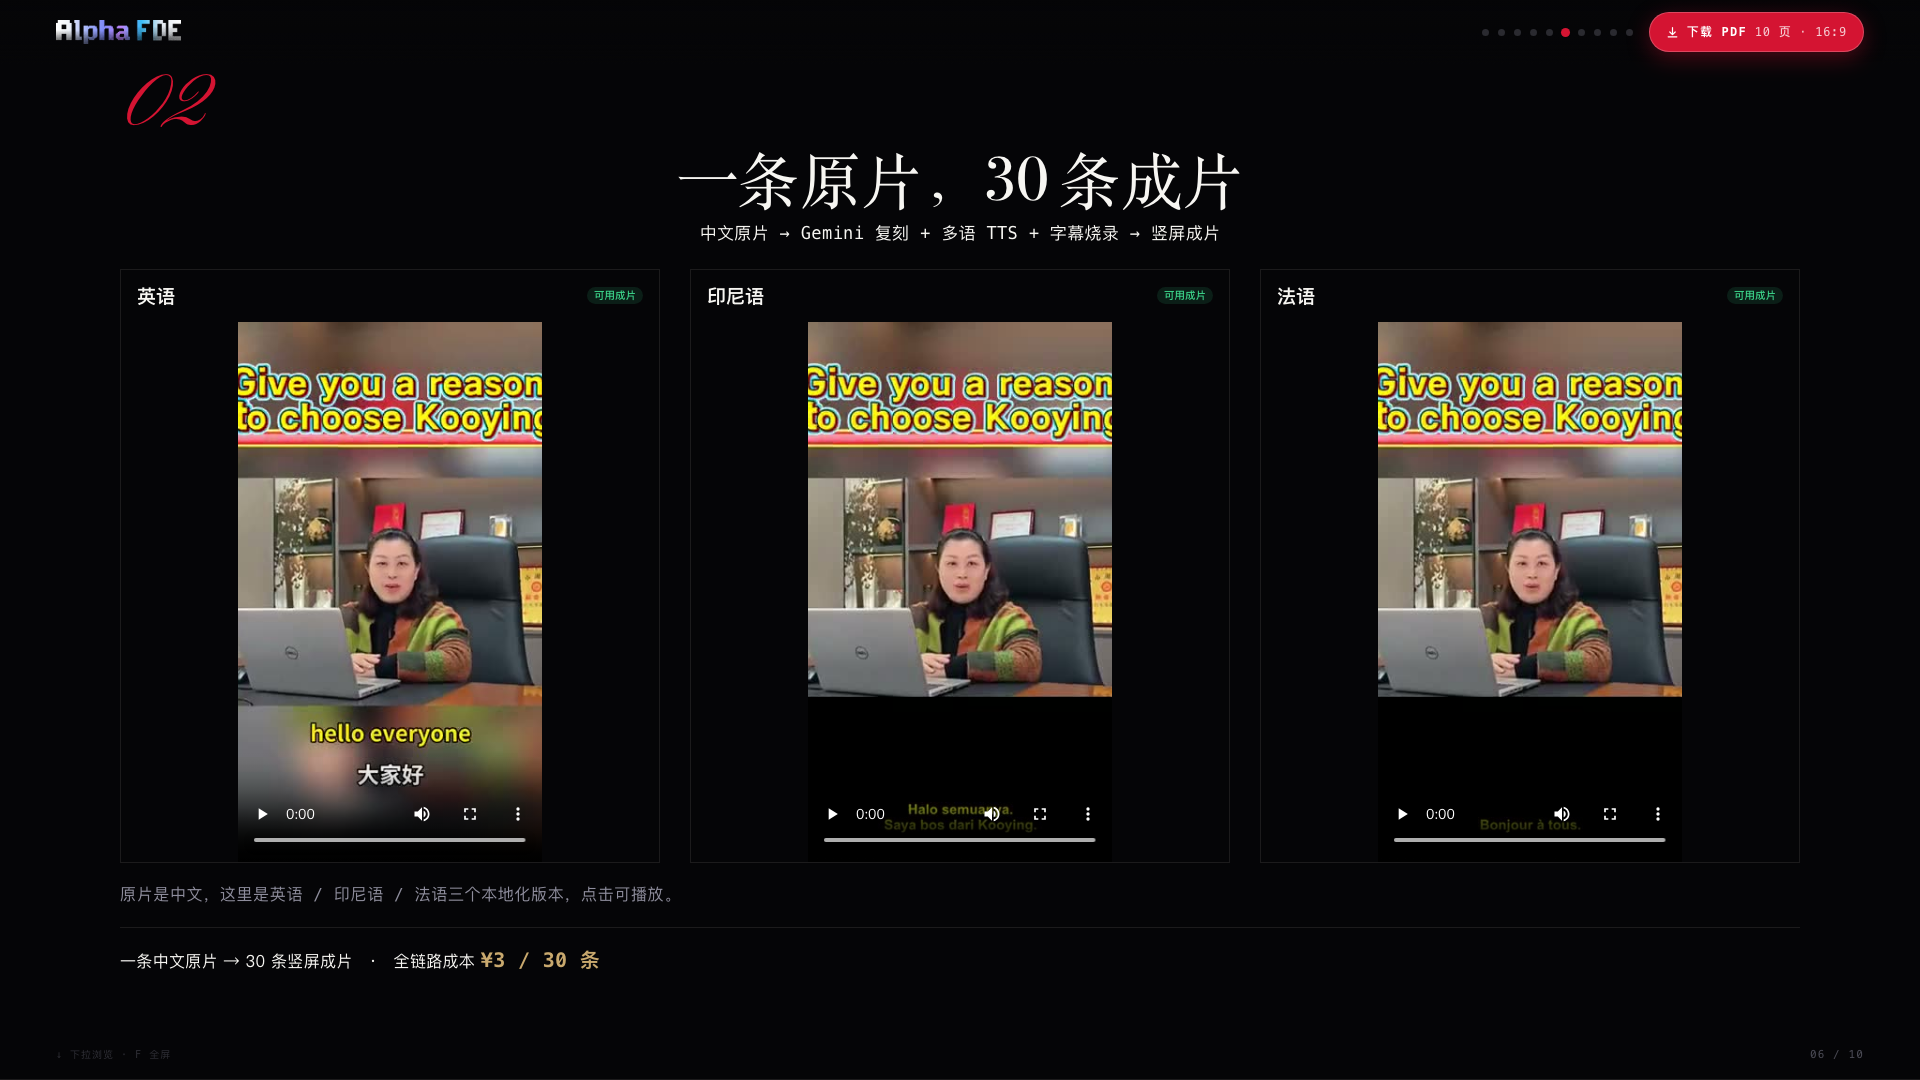 Alpha FDE
下载 PDF 10 页 · 16:9
02
一条原片，30 条成片
中文原片 → Gemini 复刻 + 多语 TTS + 字幕烧录 → 竖屏成片
英语
可用成片
Give you a reason
to choose Kooying
DELL
hello everyone
大家好
0:00
印尼语
可用成片
Give you a reason
to choose Kooying
DELL
Halo semuanya.
Saya bos dari Kooying.
0:00
法语
可用成片
Give you a reason
to choose Kooying
DELL
Bonjour à tous.
0:00
原片是中文，这里是英语 / 印尼语 / 法语三个本地化版本，点击可播放。
一条中文原片 → 30 条竖屏成片 · 全链路成本 ¥3 / 30 条
↓ 下拉浏览 · F 全屏
06 / 10